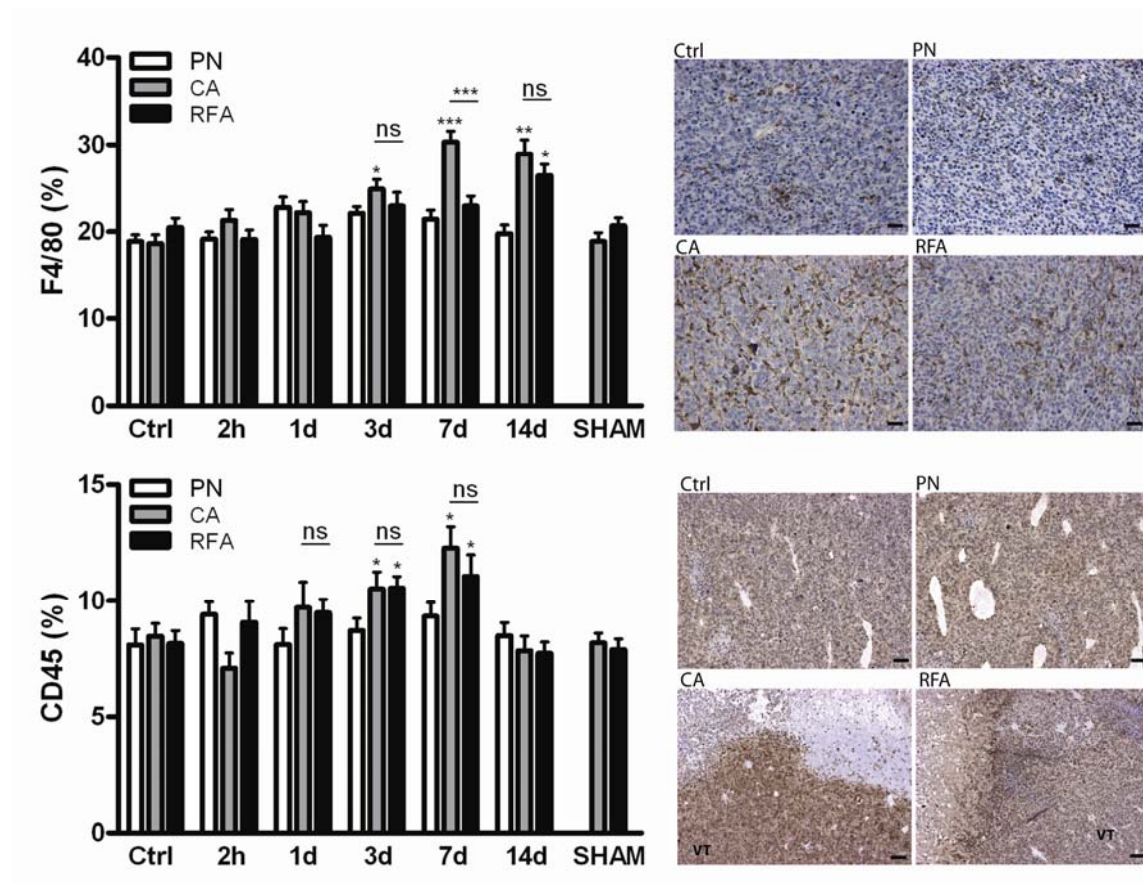 F4/80 (%)
40
30
20
10
0
PN
CA
RFA
ns
***
ns
*
***
**
*
Ctrl 2h 1d 3d 7d 14d SHAM
Ctrl
PN
CA
RFA
CD45 (%)
15
10
5
0
PN
CA
RFA
ns
ns
ns
*
*
*
*
Ctrl 2h 1d 3d 7d 14d SHAM
Ctrl
PN
CA
RFA
VT
VT